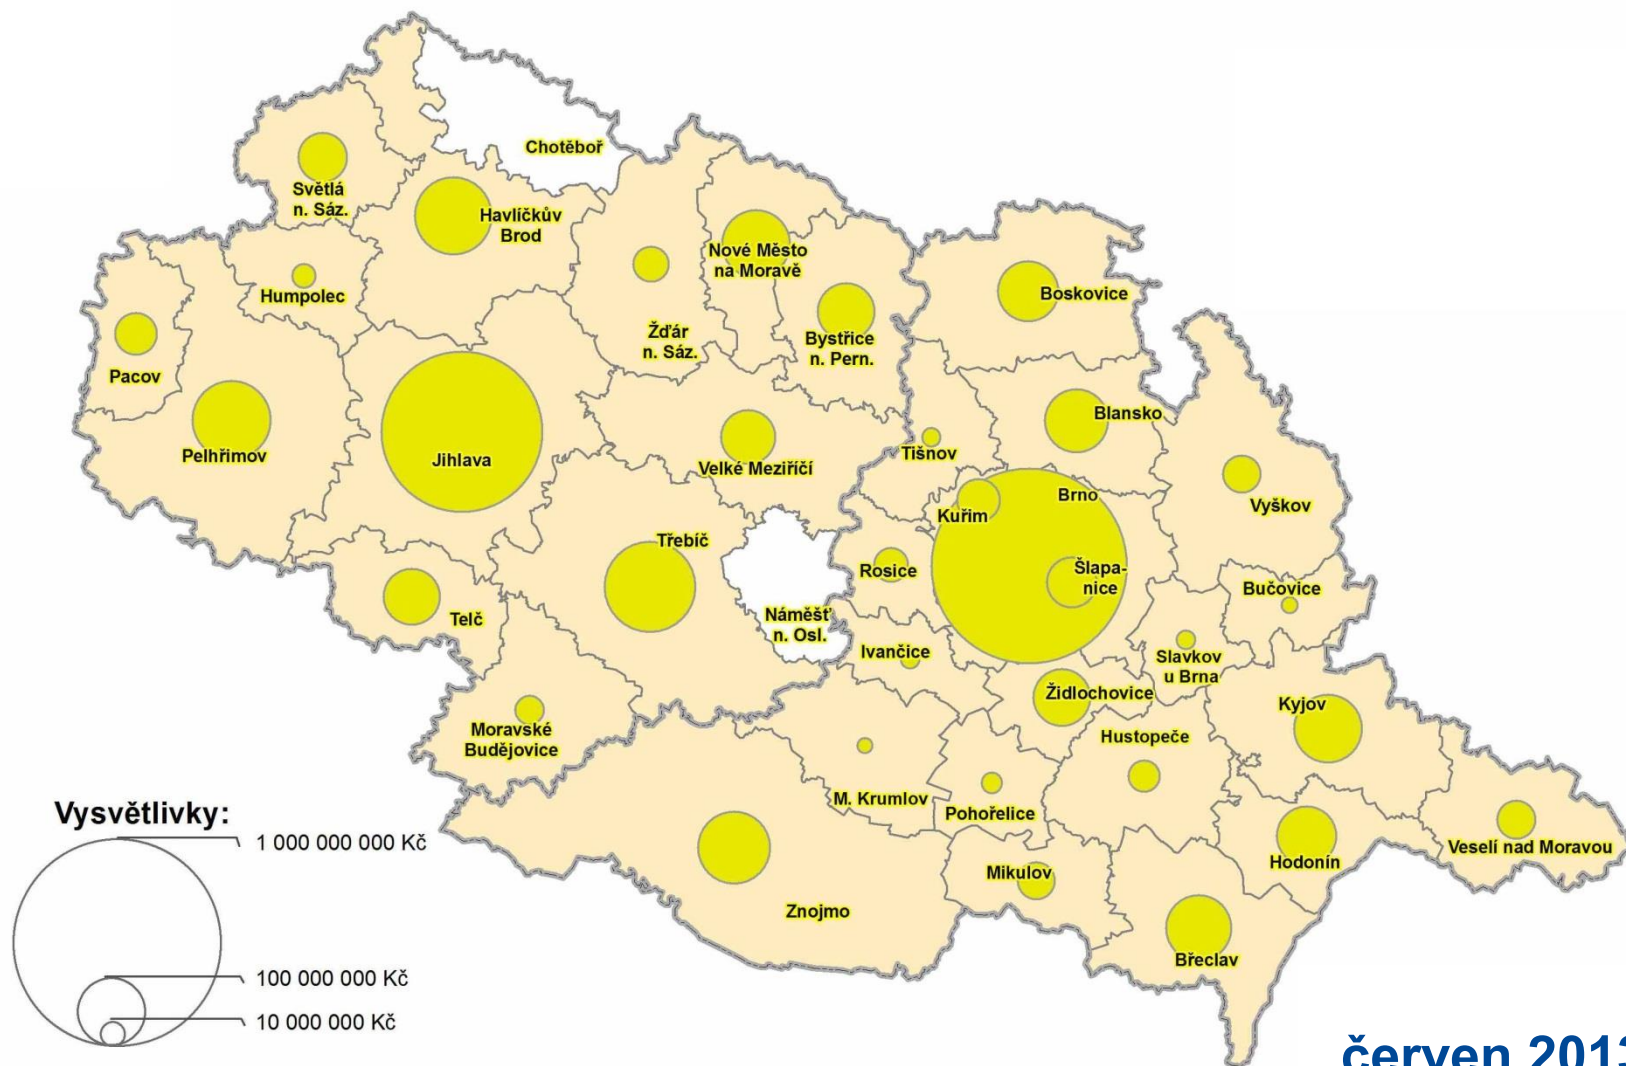 Chotěboř
Světlá
n. Sáz.
Havlíčkův
Brod
Nové Město
na Moravě
Humpolec
Boskovice
Žďár
n. Sáz.
Bystřice
n. Pern.
Pacov
Blansko
Pelhřimov
Jihlava
Velké Meziříčí
Tišnov
Brno
Vyškov
Kuřim
Třebíč
Rosice
Šlapa-
nice
Bučovice
Telč
Náměšť
n. Osl.
Ivančice
Slavkov
u Brna
Židlochovice
Kyjov
Moravské
Budějovice
Hustopeče
M. Krumlov
Pohořelice
Veselí nad Moravou
Hodonín
Mikulov
Znojmo
Břeclav
Vysvětlivky:
1 000 000 000 Kč
100 000 000 Kč
10 000 000 Kč
červen 2013